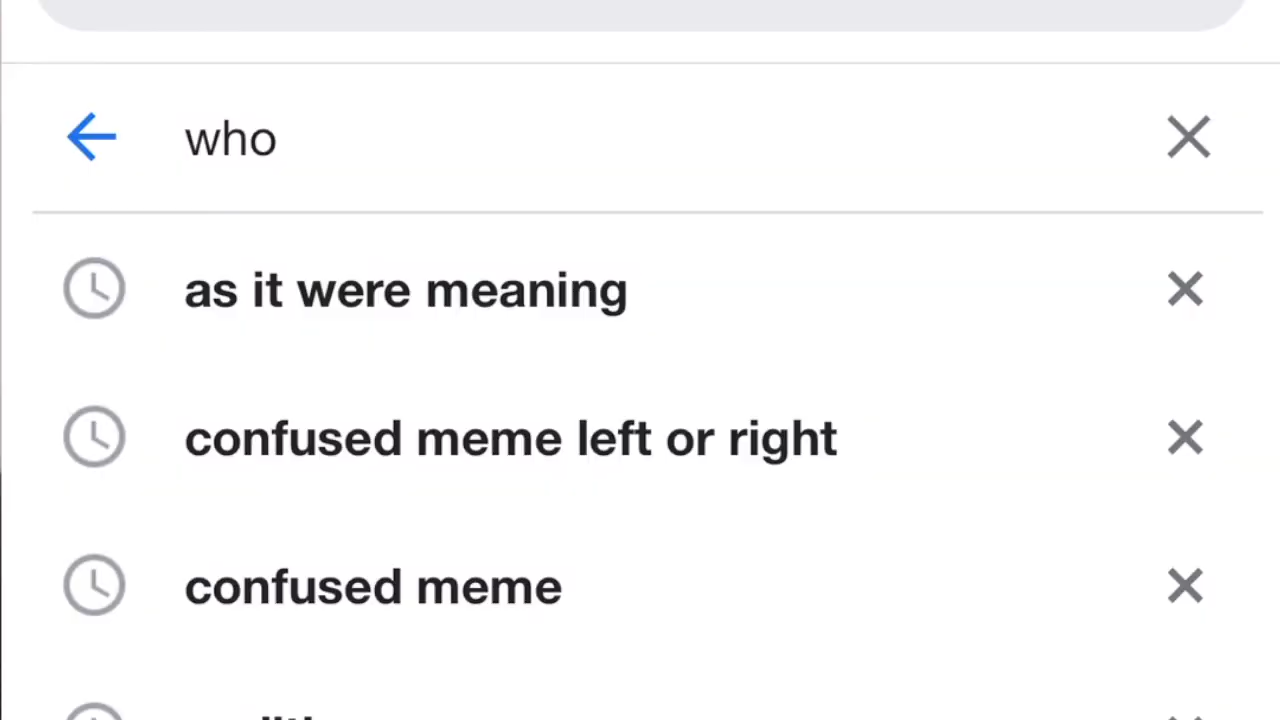 who
as it were meaning
confused meme left or right
confused meme